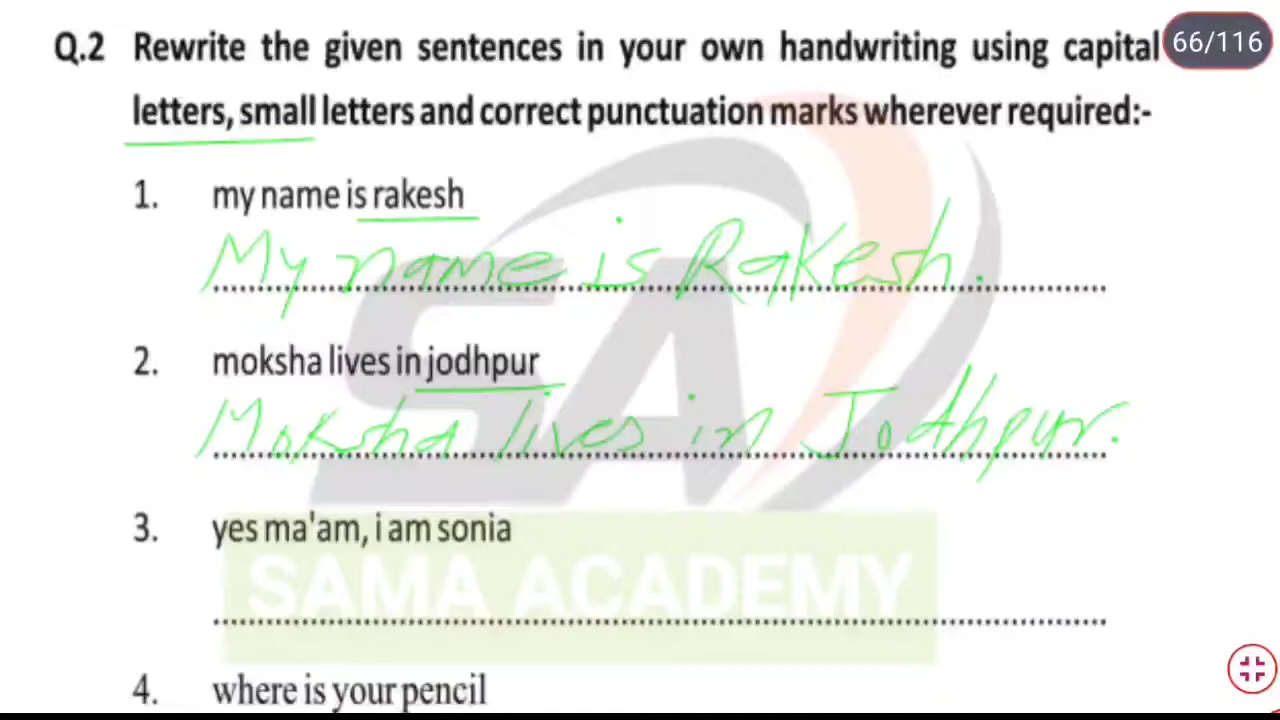 Q.2 Rewrite the given sentences in your own handwriting using capital 66/116
letters, small letters and correct punctuation marks wherever required:-
1. my name is rakesh
My name is Rakesh.
2. moksha lives in jodhpur
Moksha lives in Jodhpur.
3. yes ma'am, i am sonia
SA
SAMA ACADEMY
4. where is your pencil